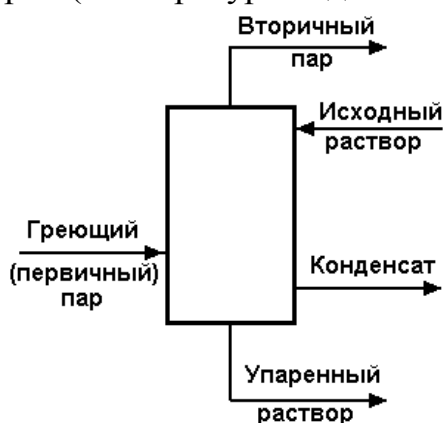 Вторичный
пар
Исходный
раствор
Греющий
(первичный)
пар
Конденсат
Упаренный
раствор